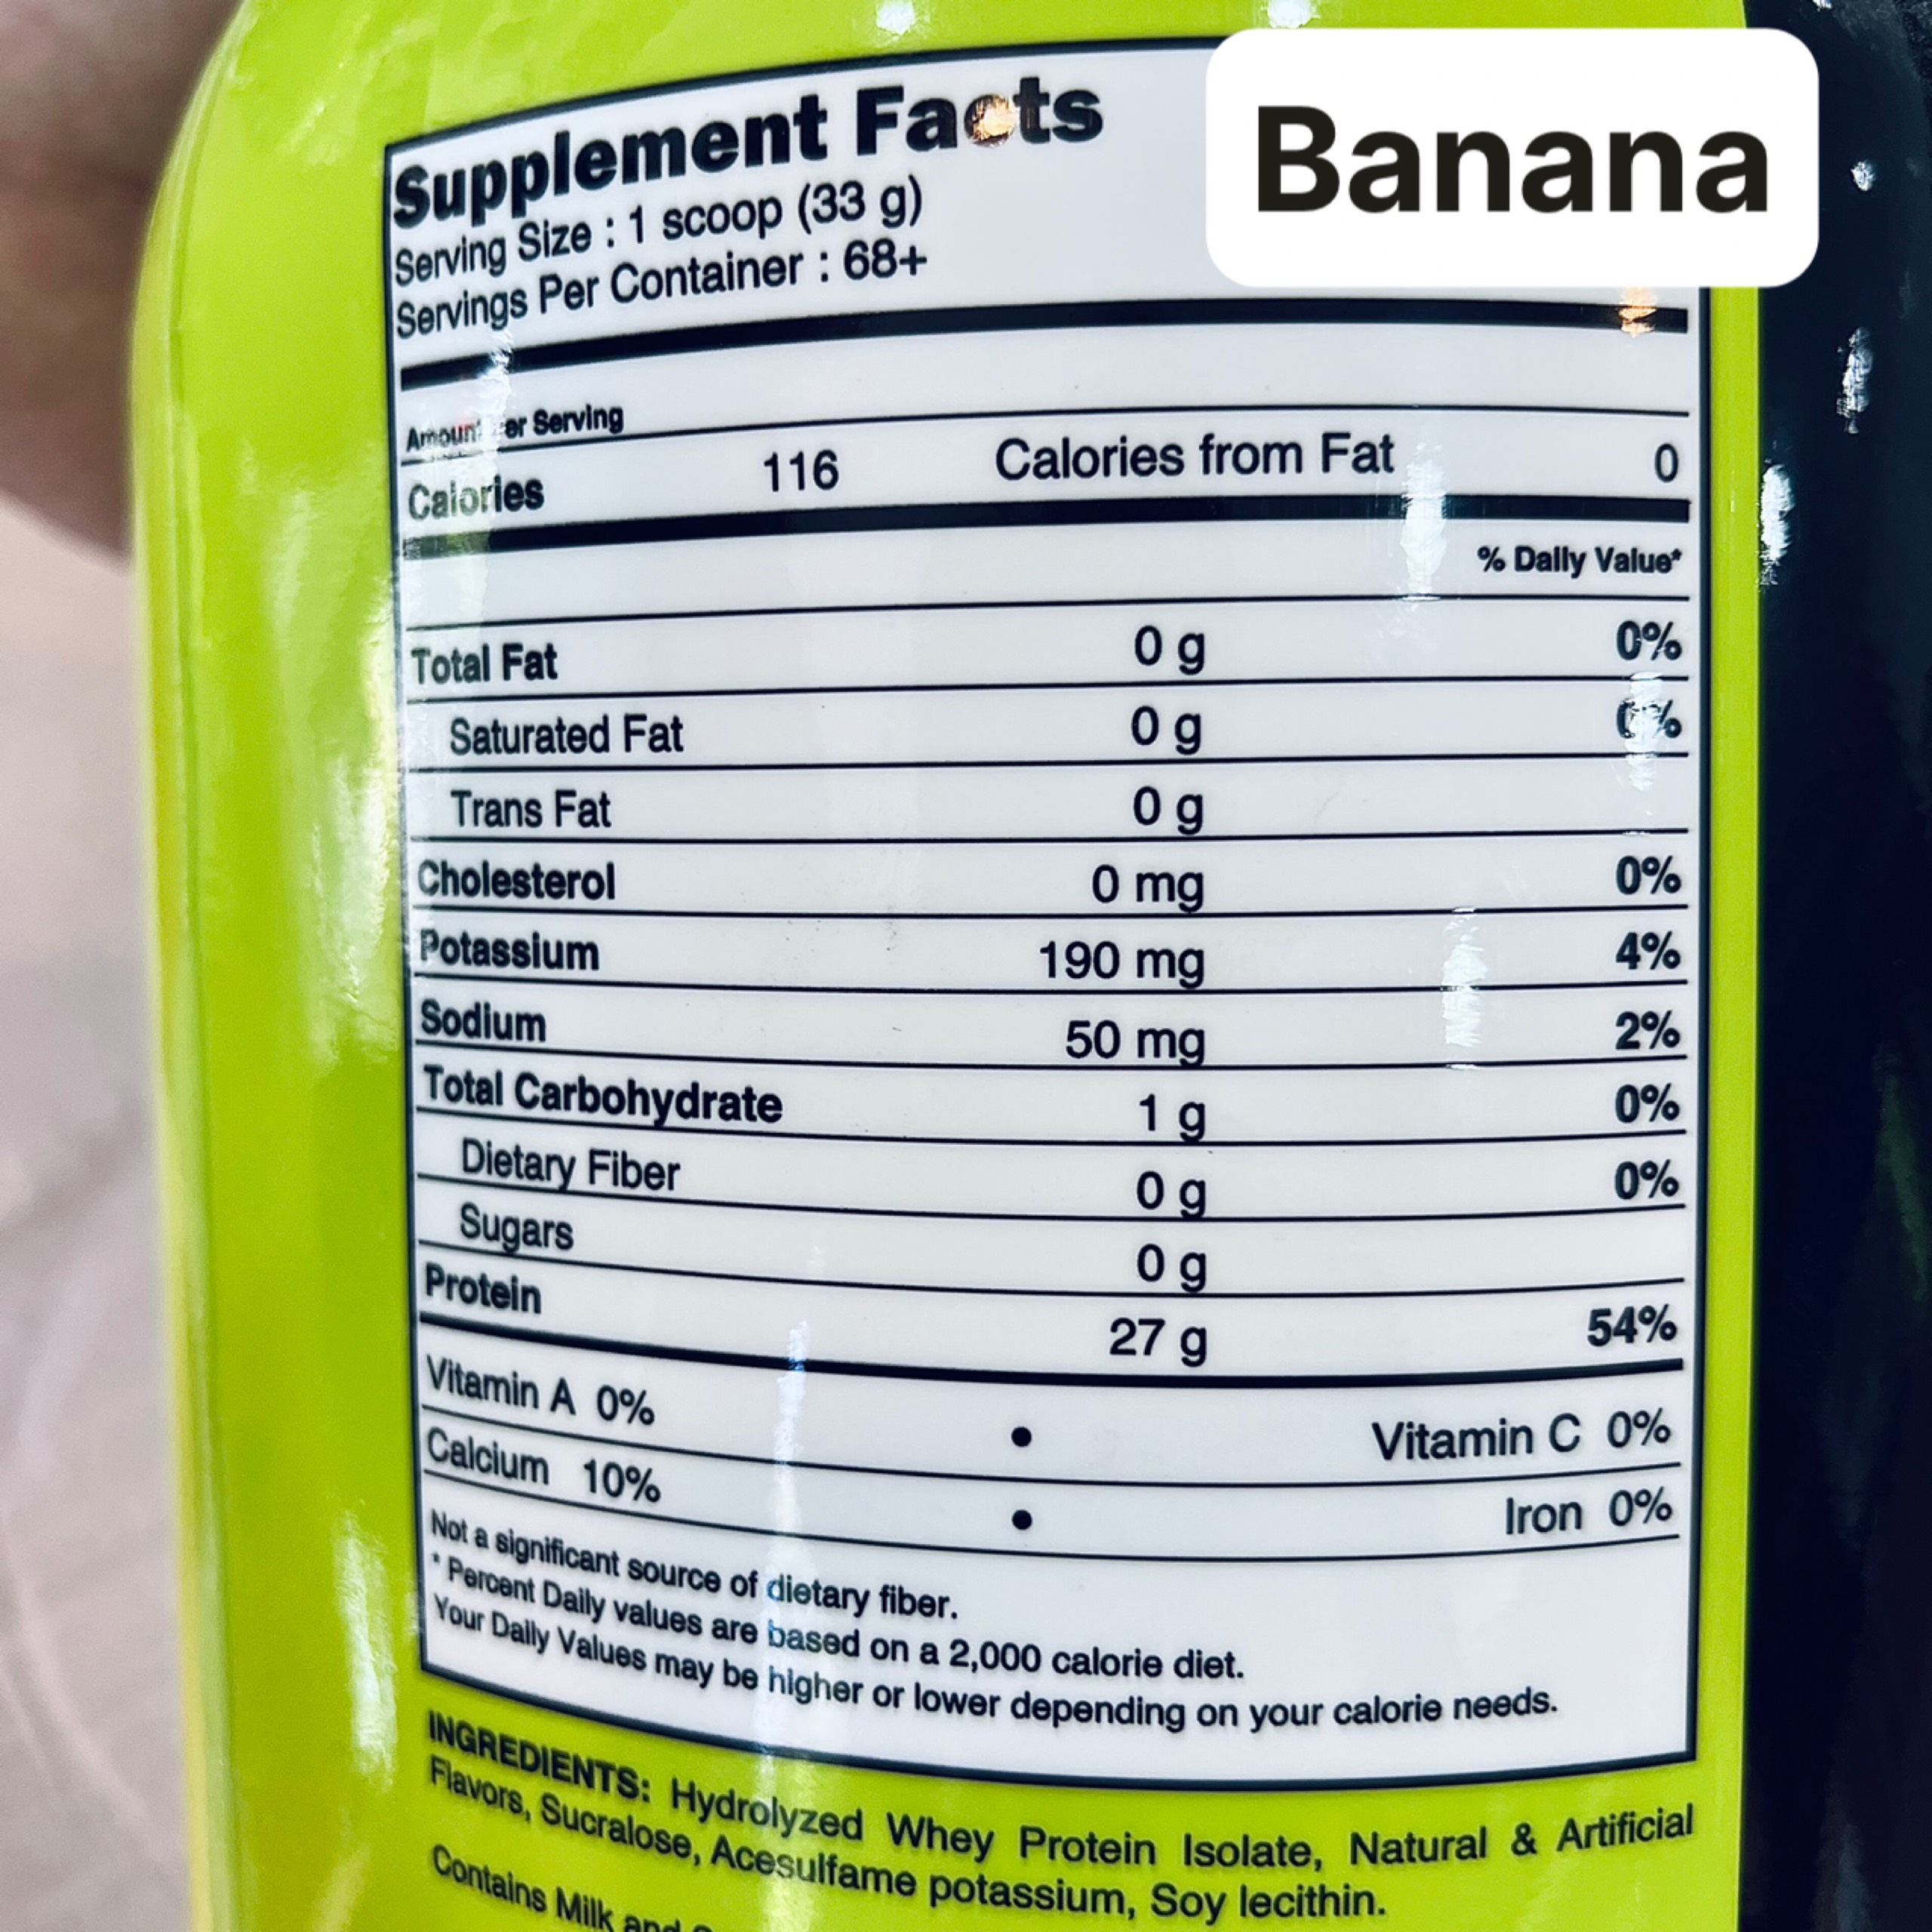 Banana
Supplement Facts
Serving Size : 1 scoop (33 g)
Servings Per Container : 68+
Amount Per Serving
Calories 116 Calories from Fat 0
% Daily Value*
Total Fat 0 g 0%
Saturated Fat 0 g 0%
Trans Fat 0 g
Cholesterol 0 mg 0%
Potassium 190 mg 4%
Sodium 50 mg 2%
Total Carbohydrate 1 g 0%
Dietary Fiber 0 g 0%
Sugars 0 g
Protein 27 g 54%
Vitamin A 0% • Vitamin C 0%
Calcium 10% • Iron 0%
Not a significant source of dietary fiber.
* Percent Daily values are based on a 2,000 calorie diet.
Your Daily Values may be higher or lower depending on your calorie needs.
INGREDIENTS: Hydrolyzed Whey Protein Isolate, Natural & Artificial
Flavors, Sucralose, Acesulfame potassium, Soy lecithin.
Contains Milk and